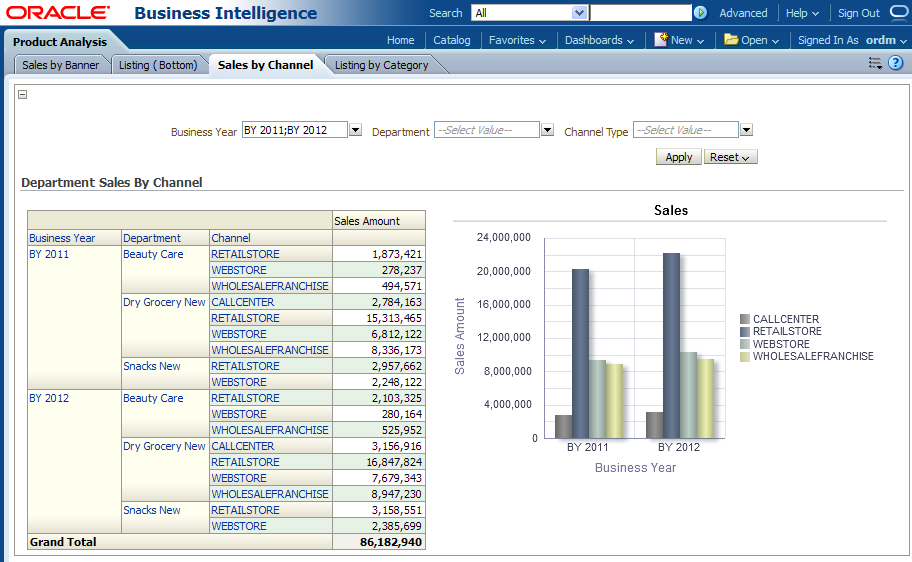 ORACLE® Business Intelligence Search All Advanced Help Sign Out
Product Analysis Home Catalog Favorites Dashboards New Open Signed In As ordm
Sales by Banner Listing ( Bottom) Sales by Channel Listing by Category
Business Year BY 2011;BY 2012 Department --Select Value-- Channel Type --Select Value--
Apply Reset
Department Sales By Channel
Sales Amount
Business Year Department Channel
BY 2011 Beauty Care RETAILSTORE 1,873,421
WEBSTORE 278,237
WHOLESALEFRANCHISE 494,571
Dry Grocery New CALLCENTER 2,784,163
RETAILSTORE 15,313,465
WEBSTORE 6,812,122
WHOLESALEFRANCHISE 8,336,173
Snacks New RETAILSTORE 2,957,662
WEBSTORE 2,248,122
BY 2012 Beauty Care RETAILSTORE 2,103,325
WEBSTORE 280,164
WHOLESALEFRANCHISE 525,952
Dry Grocery New CALLCENTER 3,156,916
RETAILSTORE 16,847,824
WEBSTORE 7,679,343
WHOLESALEFRANCHISE 8,947,230
Snacks New RETAILSTORE 3,158,551
WEBSTORE 2,385,699
Grand Total 86,182,940
Sales
24,000,000
20,000,000
16,000,000
12,000,000
8,000,000
4,000,000
0
Sales Amount
BY 2011 BY 2012
Business Year
CALLCENTER
RETAILSTORE
WEBSTORE
WHOLESALEFRANCHISE